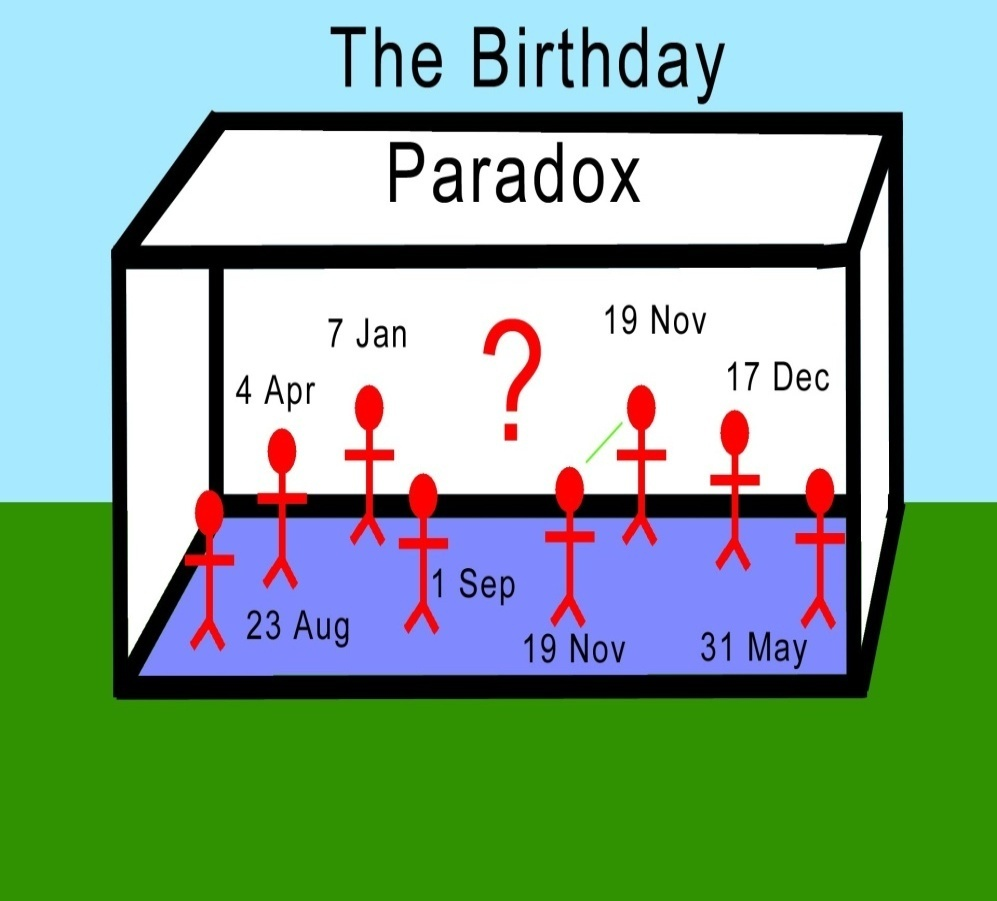 The Birthday
Paradox
?
19 Nov
7 Jan
17 Dec
4 Apr
1 Sep
23 Aug
19 Nov
31 May